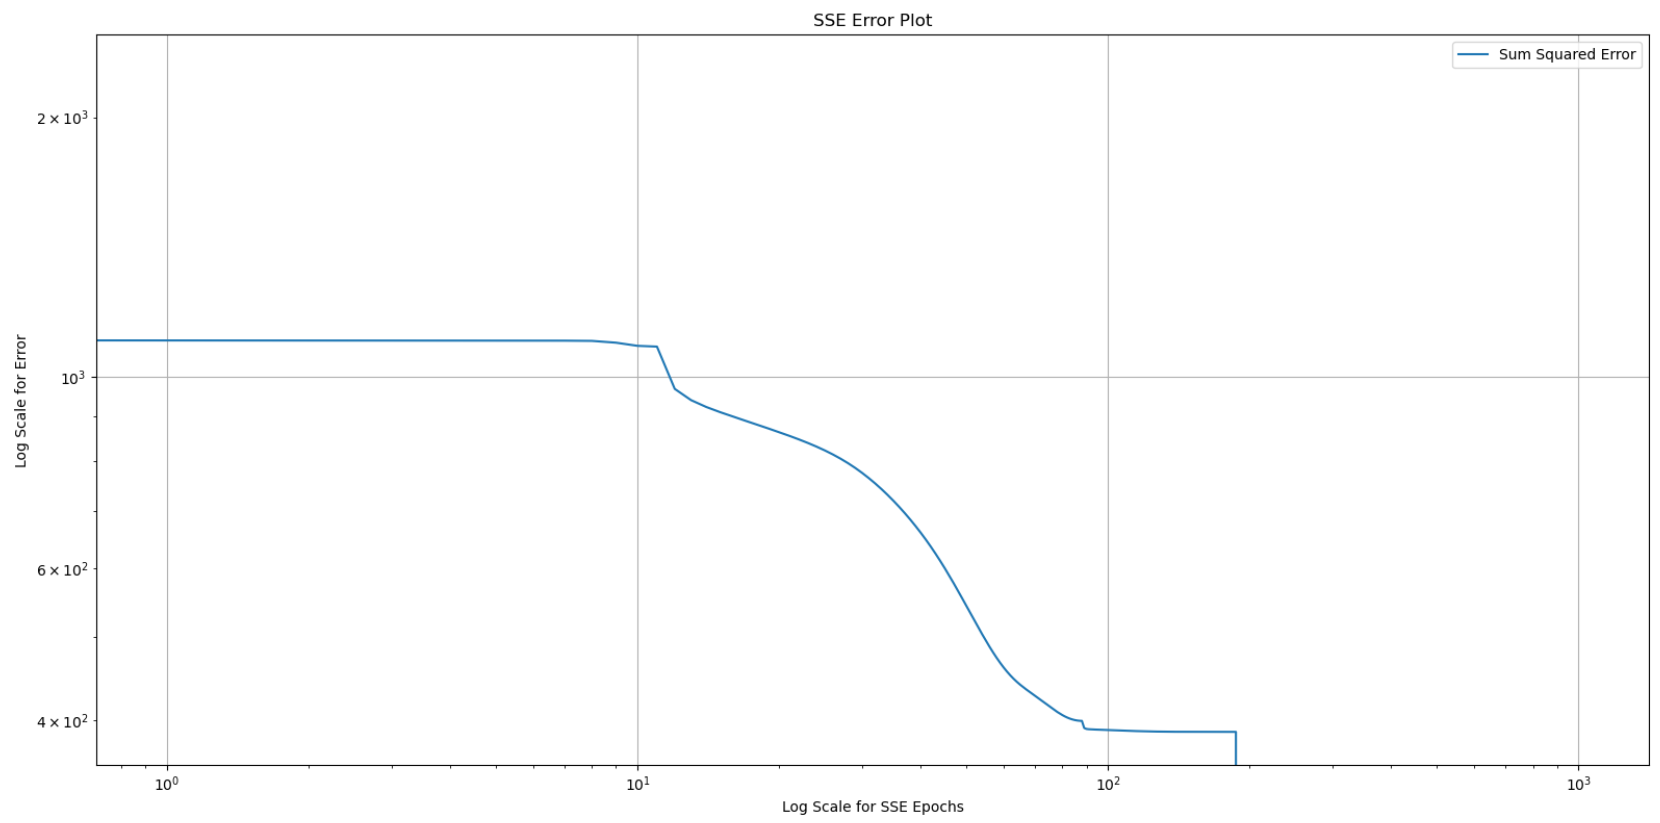 SSE Error Plot
Sum Squared Error
2 × 10³
10³
6 × 10²
4 × 10²
Log Scale for Error
10⁰ 10¹ 10² 10³
Log Scale for SSE Epochs